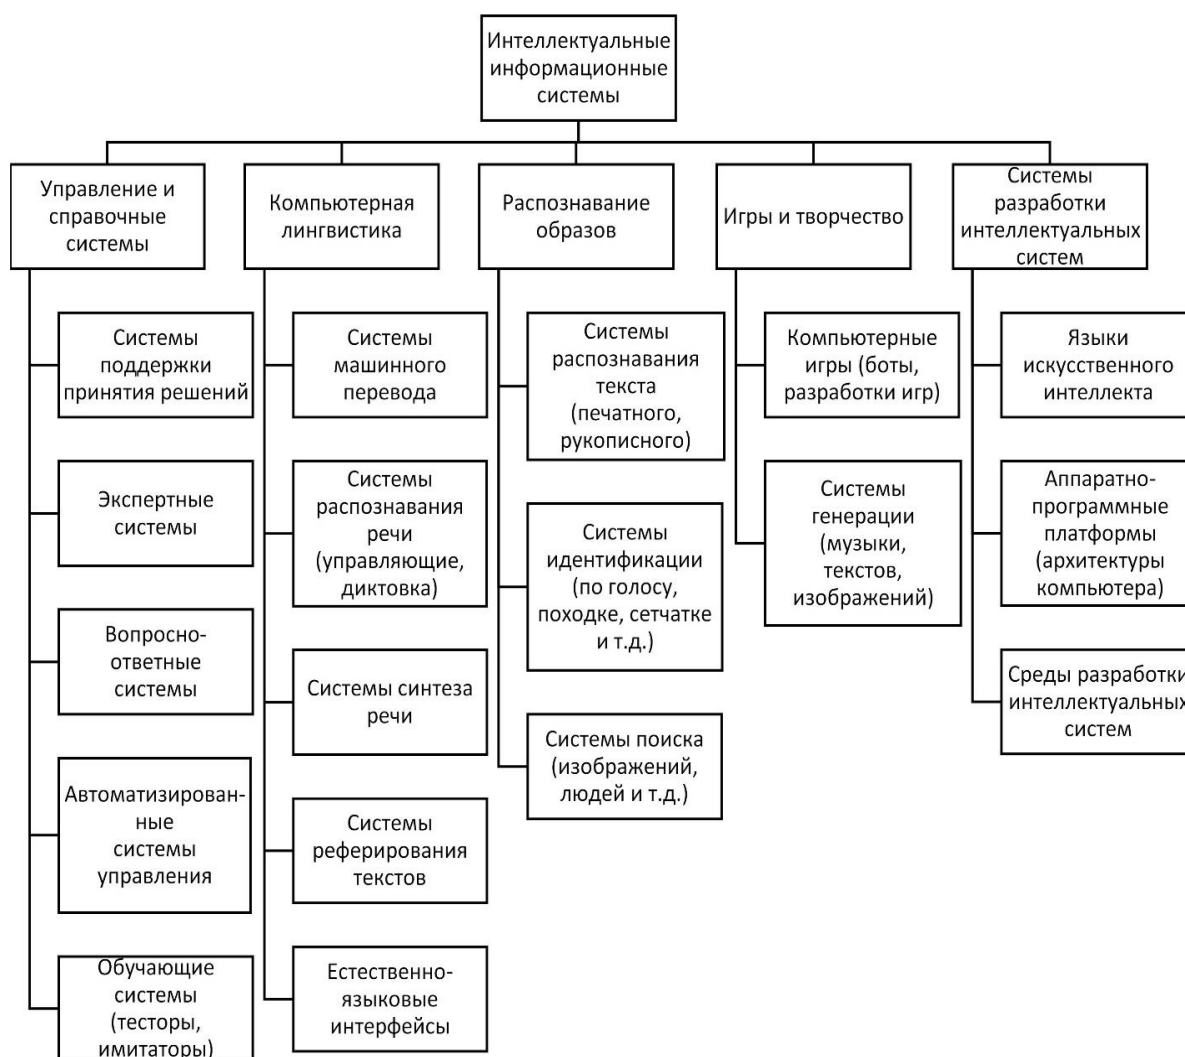 Интеллектуальные
информационные
системы
Управление и
справочные
системы
Системы
поддержки
принятия решений
Экспертные
системы
Вопросно-
ответные
системы
Автоматизирован-
ные
системы
управления
Обучающие
системы
(тесторы,
имитаторы)
Компьютерная
лингвистика
Системы
машинного
перевода
Системы
распознавания
речи
(управляющие,
диктовка)
Системы синтеза
речи
Системы
реферирования
текстов
Естественно-
языковые
интерфейсы
Распознавание
образов
Системы
распознавания
текста
(печатного,
рукописного)
Системы
идентификации
(по голосу,
походке, сетчатке
и т.д.)
Системы поиска
(изображений,
людей и т.д.)
Игры и творчество
Компьютерные
игры (боты,
разработки игр)
Системы
генерации
(музыки,
текстов,
изображений)
Системы
разработки
интеллектуальных
систем
Языки
искусственного
интеллекта
Аппаратно-
программные
платформы
(архитектуры
компьютера)
Среды разработки
интеллектуальных
систем